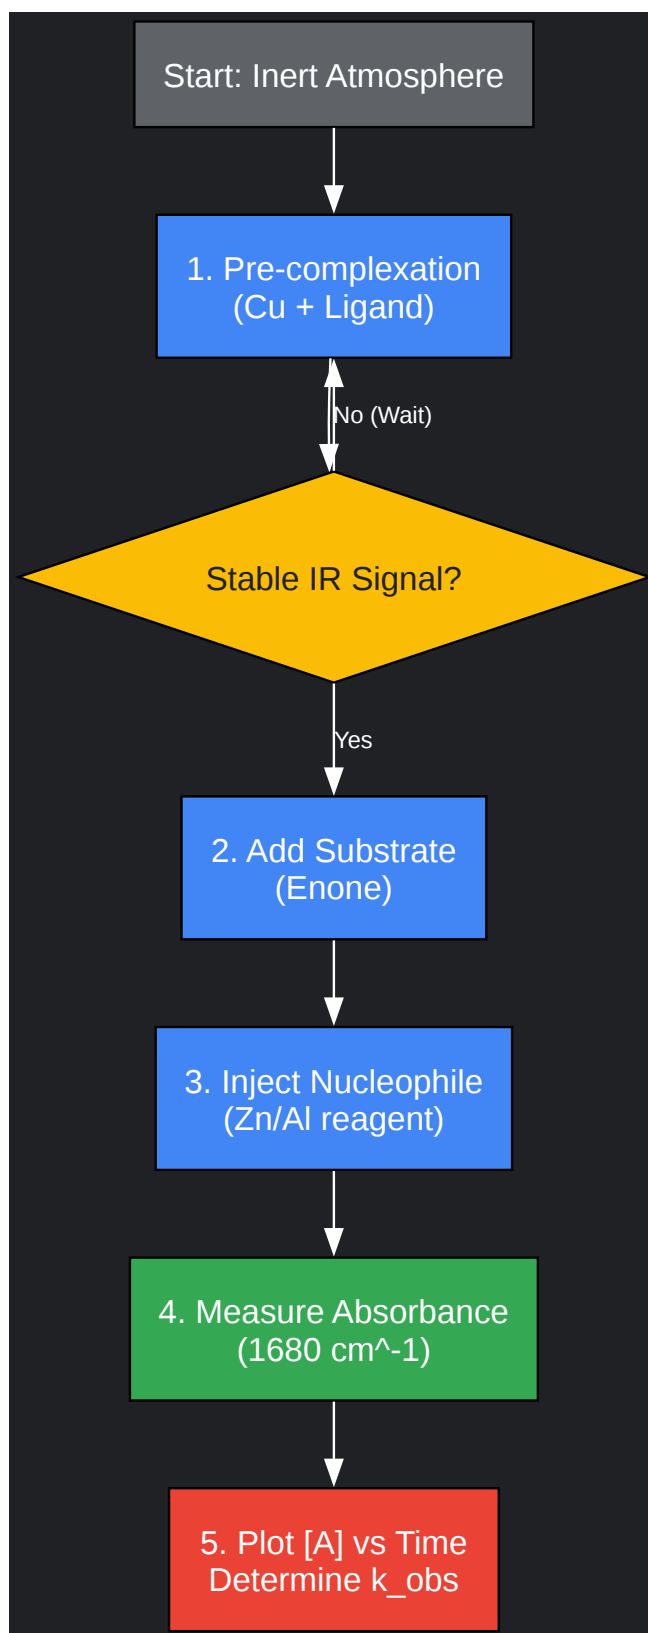 Start: Inert Atmosphere
1. Pre-complexation
(Cu + Ligand)
No (Wait)
Stable IR Signal?
Yes
2. Add Substrate
(Enone)
3. Inject Nucleophile
(Zn/Al reagent)
4. Measure Absorbance
(1680 cm^-1)
5. Plot [A] vs Time
Determine k_obs